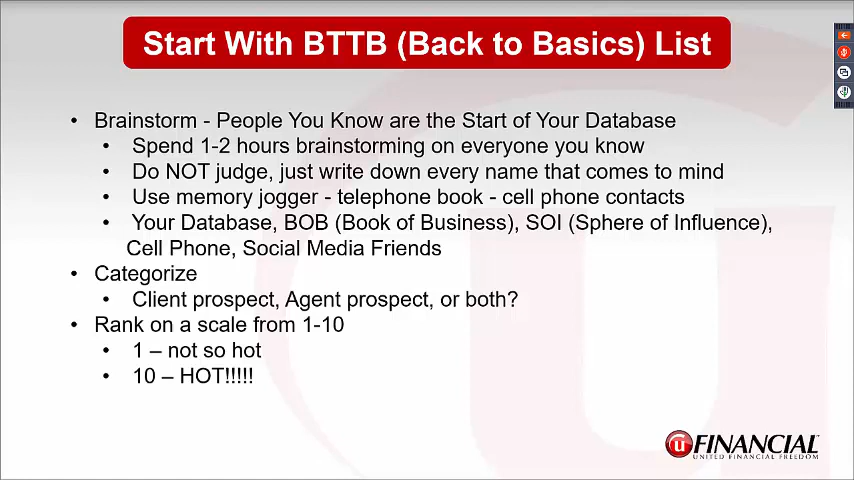 Start With BTTB (Back to Basics) List
• Brainstorm - People You Know are the Start of Your Database
• Spend 1-2 hours brainstorming on everyone you know
• Do NOT judge, just write down every name that comes to mind
• Use memory jogger - telephone book - cell phone contacts
• Your Database, BOB (Book of Business), SOI (Sphere of Influence),
Cell Phone, Social Media Friends
• Categorize
• Client prospect, Agent prospect, or both?
• Rank on a scale from 1-10
• 1 – not so hot
• 10 – HOT!!!!!
u FINANCIAL
UNITED FINANCIAL FREEDOM